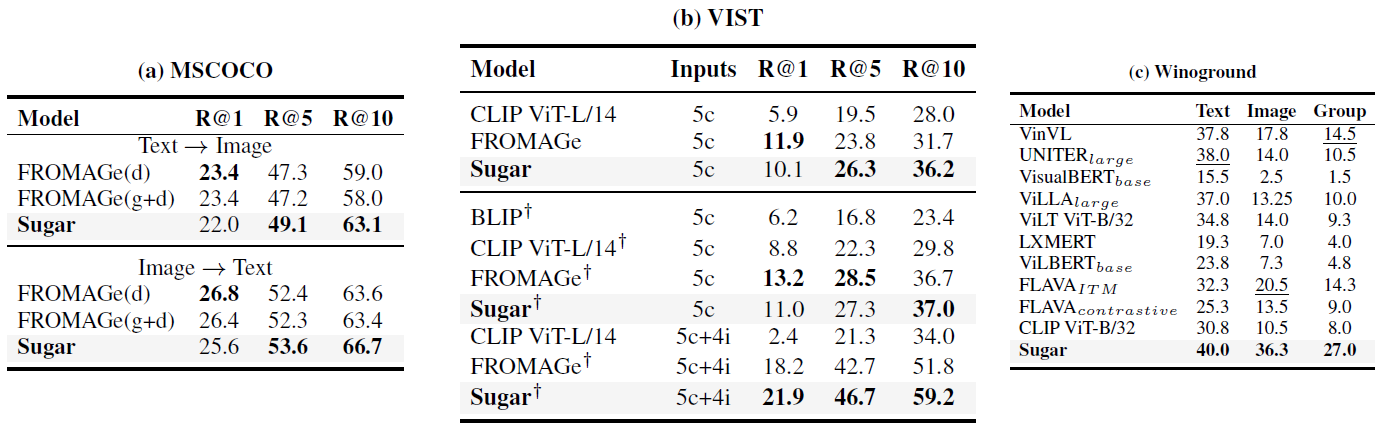 (a) MSCOCO
Model R@1 R@5 R@10
Text → Image
FROMAGe(d) 23.4 47.3 59.0
FROMAGe(g+d) 23.4 47.2 58.0
Sugar 22.0 49.1 63.1
Image → Text
FROMAGe(d) 26.8 52.4 63.6
FROMAGe(g+d) 26.4 52.3 63.4
Sugar 25.6 53.6 66.7
(b) VIST
Model Inputs R@1 R@5 R@10
CLIP ViT-L/14 5c 5.9 19.5 28.0
FROMAGe 5c 11.9 23.8 31.7
Sugar 5c 10.1 26.3 36.2
BLIP† 5c 6.2 16.8 23.4
CLIP ViT-L/14† 5c 8.8 22.3 29.8
FROMAGe† 5c 13.2 28.5 36.7
Sugar† 5c 11.0 27.3 37.0
CLIP ViT-L/14 5c+4i 2.4 21.3 34.0
FROMAGe† 5c+4i 18.2 42.7 51.8
Sugar† 5c+4i 21.9 46.7 59.2
(c) Winoground
Model Text Image Group
VinVL 37.8 17.8 14.5
UNITER large 38.0 14.0 10.5
VisualBERT base 15.5 2.5 1.5
ViLLA large 37.0 13.25 10.0
ViLT ViT-B/32 34.8 14.0 9.3
LXMERT 19.3 7.0 4.0
ViLBERT base 23.8 7.3 4.8
FLAVA ITM 32.3 20.5 14.3
FLAVA contrastive 25.3 13.5 9.0
CLIP ViT-B/32 30.8 10.5 8.0
Sugar 40.0 36.3 27.0